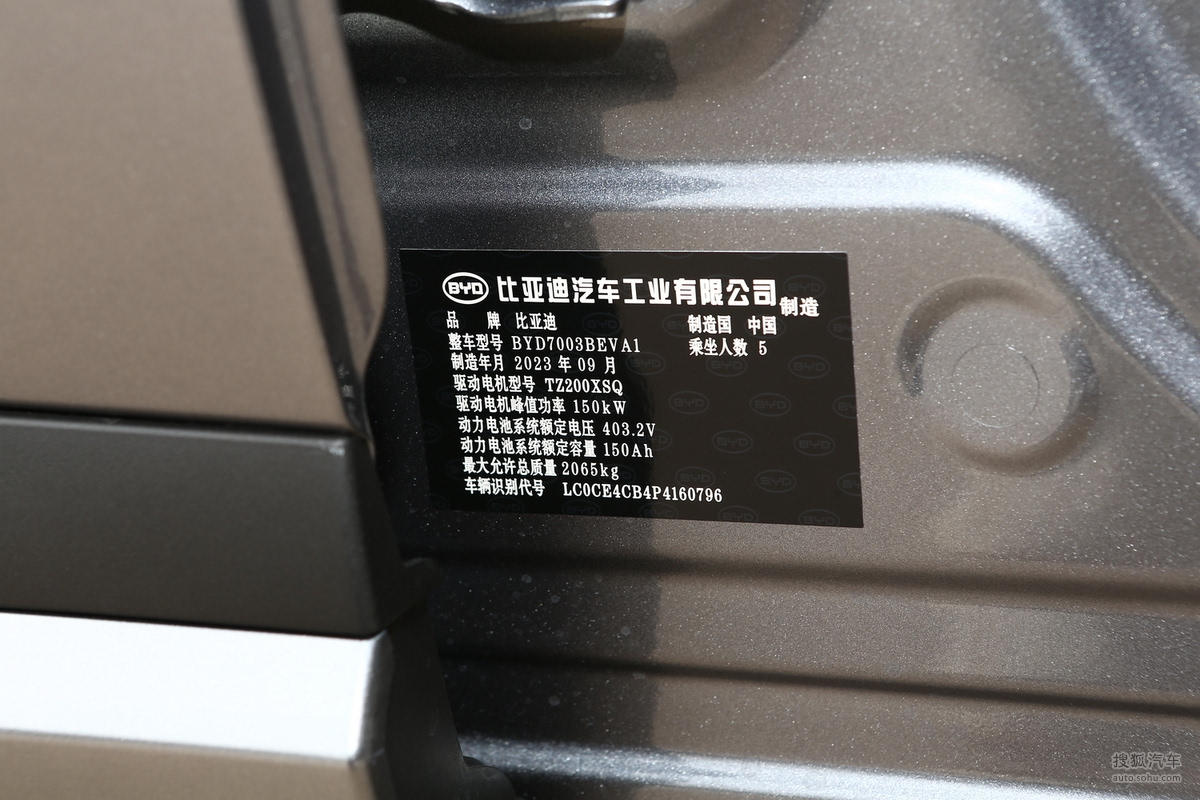 BYD 比亚迪汽车工业有限公司 制造
品 牌 比亚迪 制造国 中国
整车型号 BYD7003BEVA1 乘坐人数 5
制造年月 2023 年 09 月
驱动电机型号 TZ200XSQ
驱动电机峰值功率 150kW
动力电池系统额定电压 403.2V
动力电池系统额定容量 150Ah
最大允许总质量 2065kg
车辆识别代号 LC0CE4CB4P4160796
搜狐汽车
auto.sohu.com